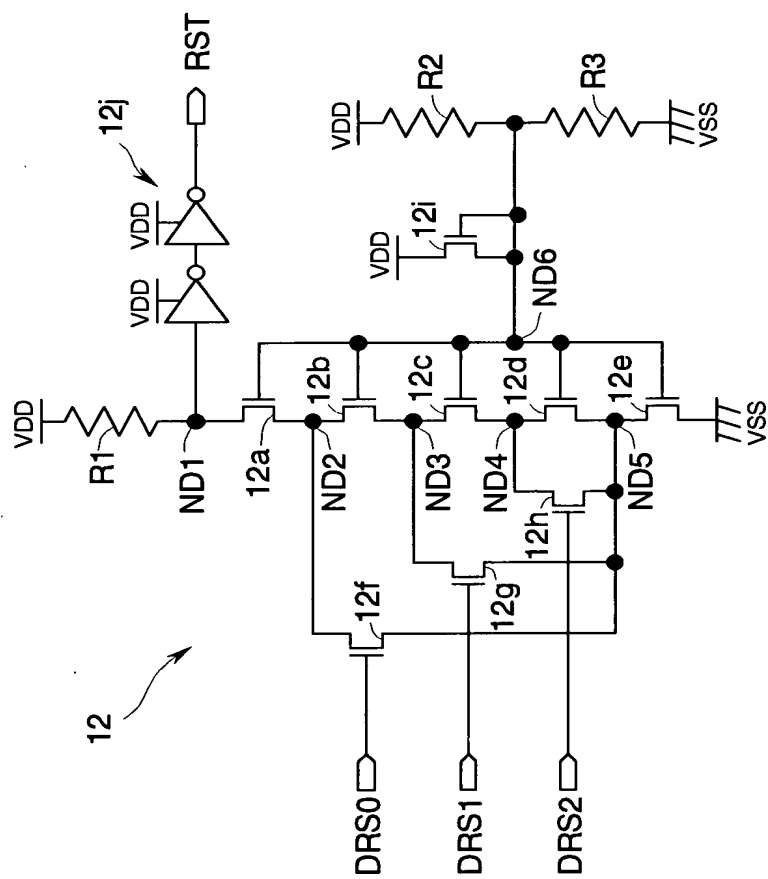 12
VDD
R1
ND1
VDD
VDD
12j
RST
12a
ND2
12b
ND3
12c
ND4
12d
ND5
12e
VSS
VDD
12i
ND6
VDD
R2
R3
VSS
12f
12g
12h
DRS0
DRS1
DRS2